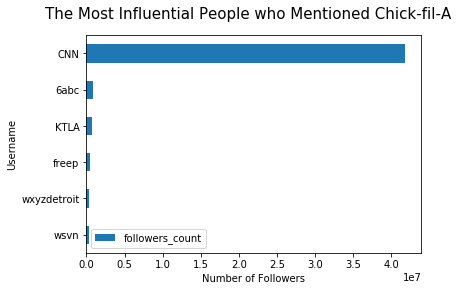 The Most Influential People who Mentioned Chick-fil-A
CNN
6abc
KTLA
freep
wxyzdetroit
wsvn
Username
followers_count
0.0 0.5 1.0 1.5 2.0 2.5 3.0 3.5 4.0
1e7
Number of Followers